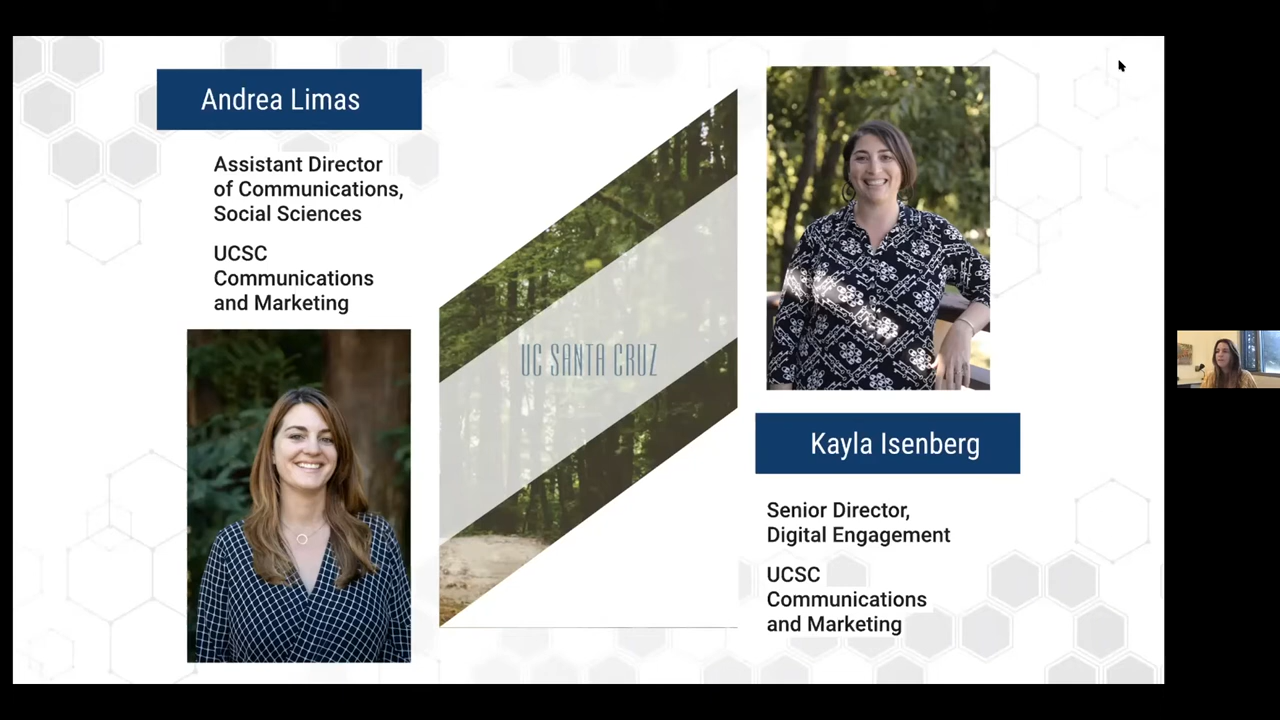 Andrea Limas
Assistant Director
of Communications,
Social Sciences
UCSC
Communications
and Marketing
UC SANTA CRUZ
Kayla Isenberg
Senior Director,
Digital Engagement
UCSC
Communications
and Marketing